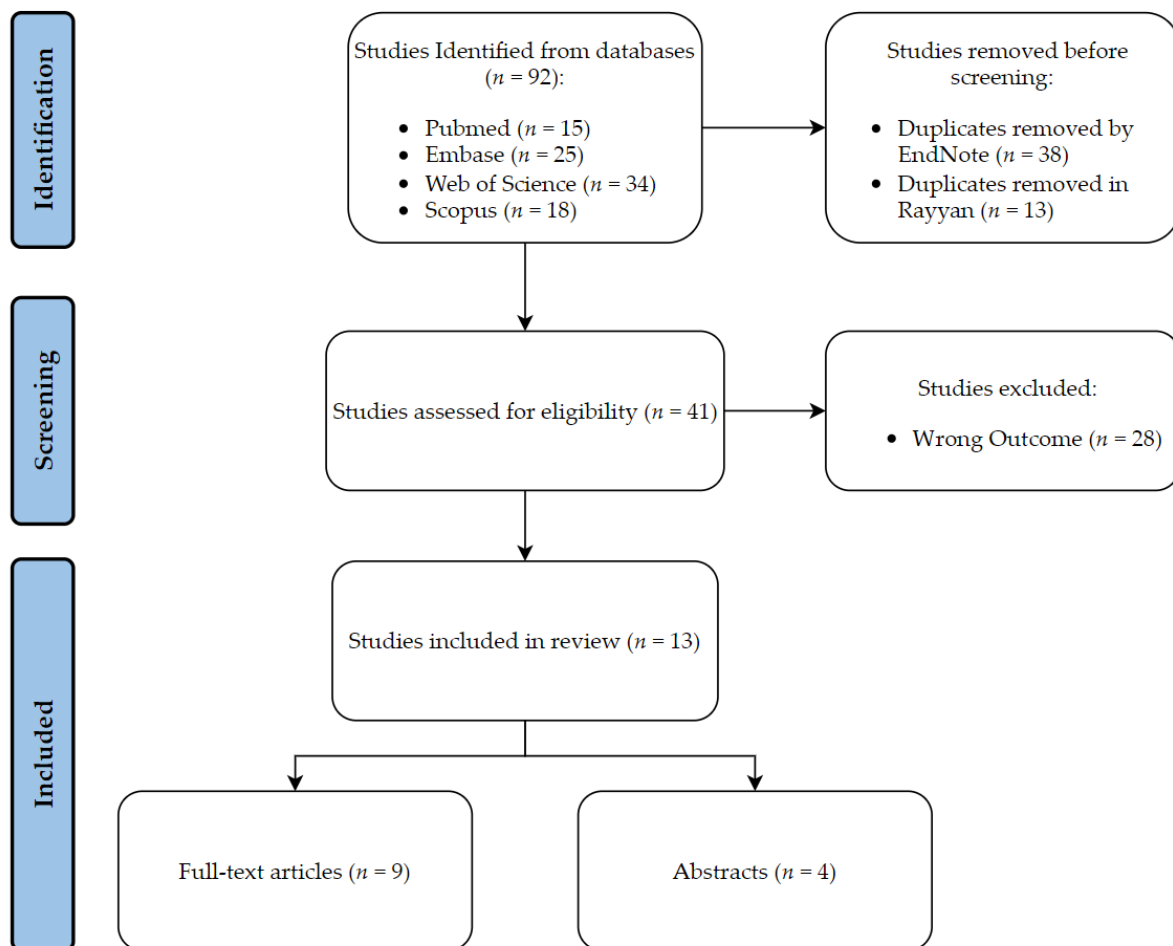 Identification
Studies Identified from databases
(n = 92):
• Pubmed (n = 15)
• Embase (n = 25)
• Web of Science (n = 34)
• Scopus (n = 18)
Studies removed before
screening:
• Duplicates removed by
EndNote (n = 38)
• Duplicates removed in
Rayyan (n = 13)
Screening
Studies assessed for eligibility (n = 41)
Studies excluded:
• Wrong Outcome (n = 28)
Included
Studies included in review (n = 13)
Full-text articles (n = 9)
Abstracts (n = 4)